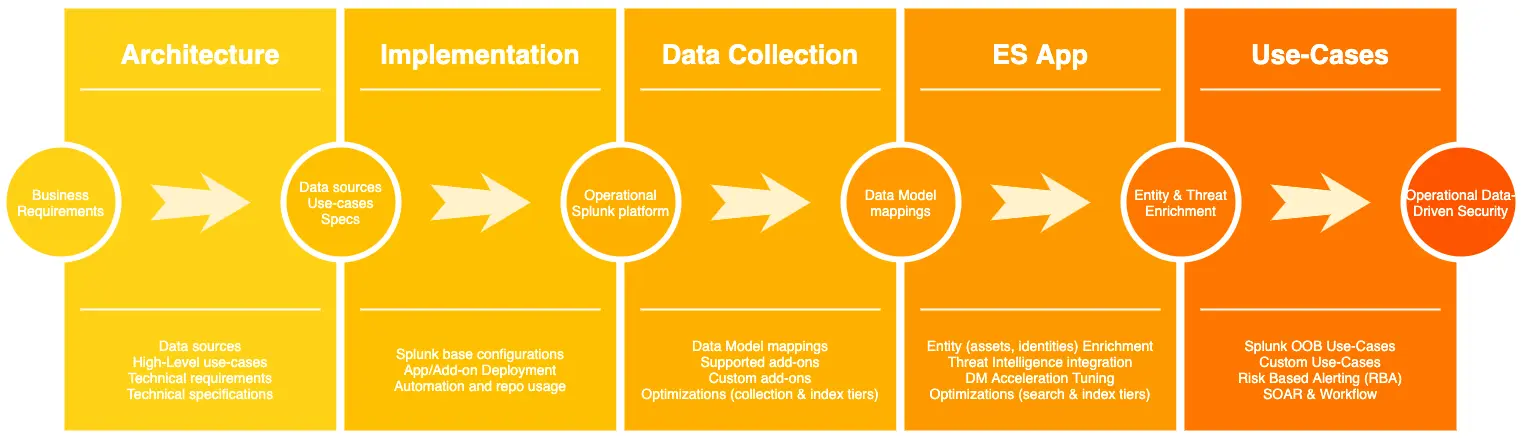 Architecture
Implementation
Data Collection
ES App
Use-Cases
Business
Requirements
Data sources
Use-cases
Specs
Operational
Splunk platform
Data Model
mappings
Entity & Threat
Enrichment
Operational Data-
Driven Security
Data sources
High-Level use-cases
Technical requirements
Technical specifications
Splunk base configurations
App/Add-on Deployment
Automation and repo usage
Data Model mappings
Supported add-ons
Custom add-ons
Optimizations (collection & index tiers)
Entity (assets, identities) Enrichment
Threat Intelligence integration
DM Acceleration Tuning
Optimizations (search & index tiers)
Splunk OOB Use-Cases
Custom Use-Cases
Risk Based Alerting (RBA)
SOAR & Workflow